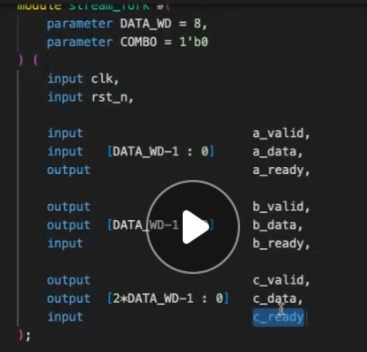 module stream_fork #(
parameter DATA_WD = 8,
parameter COMBO = 1'b0
) (
input clk,
input rst_n,
input a_valid,
input [DATA_WD-1 : 0] a_data,
output a_ready,
output b_valid,
output [DATA_WD-1 0] b_data,
input b_ready,
output c_valid,
output [2*DATA_WD-1 : 0] c_data,
input c_ready
);